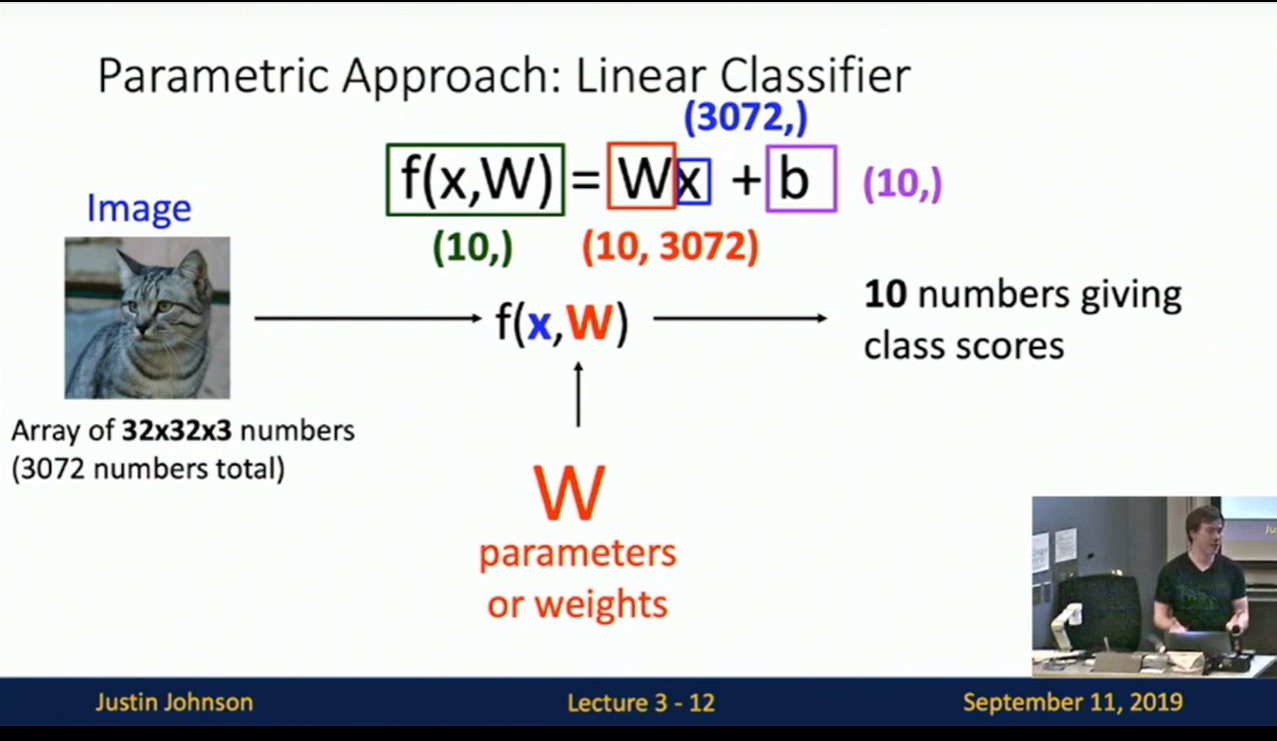 Parametric Approach: Linear Classifier
(3072,)
f(x,W) = Wx + b (10,)
(10,) (10, 3072)
Image
f(x,W)
10 numbers giving
class scores
Array of 32x32x3 numbers
(3072 numbers total)
W
parameters
or weights
Justin Johnson
Lecture 3 - 12
September 11, 2019